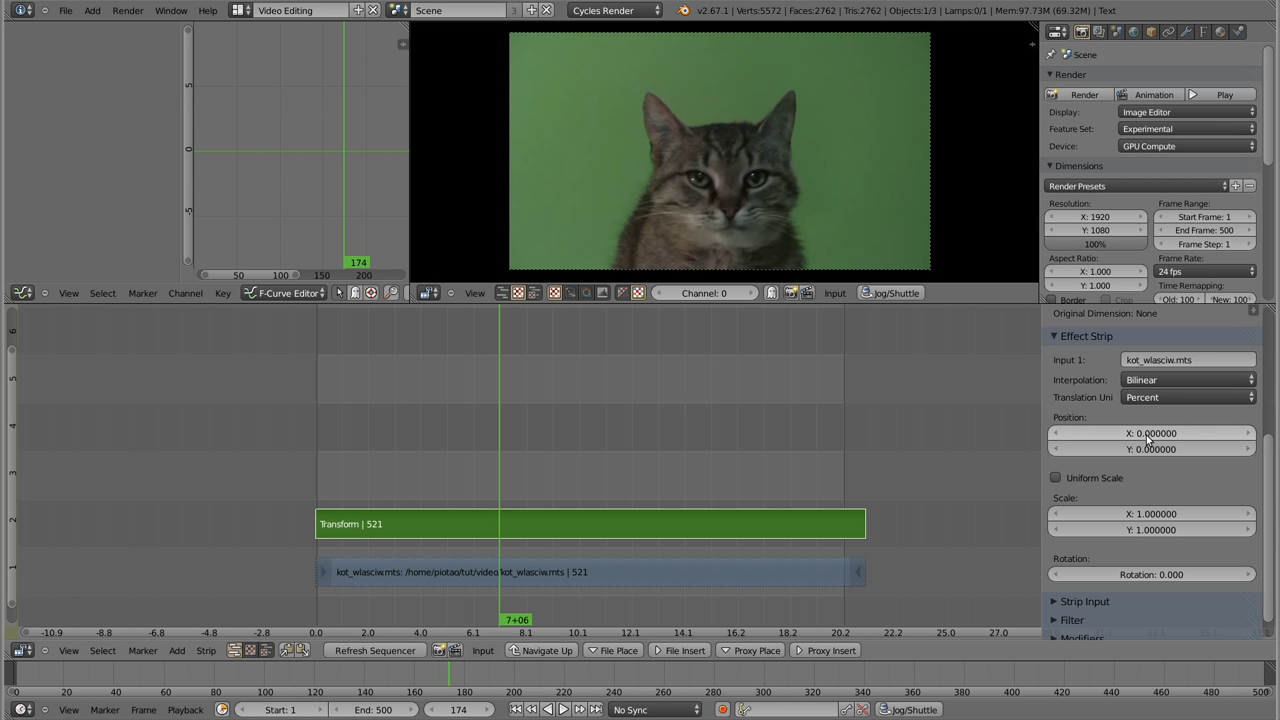 File Add Render Window Help Video Editing Scene 3 Cycles Render v2.67.1 | Verts:5572 | Faces:2762 | Tris:2762 | Objects:1/3 | Lamps:0/1 | Mem:97.73M (69.32M) | Text
5
0
-5
174
50 100 150 200
View Select Marker Channel Key F-Curve Editor
View Channel: 0 Input Jog/Shuttle
Scene
Render
Render Animation Play
Display: Image Editor
Feature Set: Experimental
Device: GPU Compute
Dimensions
Render Presets
Resolution: Frame Range:
X: 1920 Start Frame: 1
Y: 1080 End Frame: 500
100% Frame Step: 1
Aspect Ratio: Frame Rate:
X: 1.000 24 fps
Y: 1.000 Time Remapping:
Border Crop Old: 100 New: 100
6
5
4
3
2
1
Transform | 521
kot_wlasciw.mts: /home/piotao/tut/video/kot_wlasciw.mts | 521
7+06
-10.9 -8.8 -6.8 -4.8 -2.8 0.0 2.0 4.0 6.1 8.1 10.1 12.1 14.1 16.2 18.2 20.2 22.2 25.0 27.0
Original Dimension: None
Effect Strip
Input 1: kot_wlasciw.mts
Interpolation: Bilinear
Translation Uni Percent
Position:
X: 0.000000
Y: 0.000000
Uniform Scale
Scale:
X: 1.000000
Y: 1.000000
Rotation:
Rotation: 0.000
Strip Input
Filter
Modifiers
View Select Marker Add Strip Refresh Sequencer Input Navigate Up File Place File Insert Proxy Place Proxy Insert
0 20 40 60 80 100 120 140 160 180 200 220 240 260 280 300 320 340 360 380 400 420 440 460 480 500
View Marker Frame Playback Start: 1 End: 500 174 No Sync Jog/Shuttle